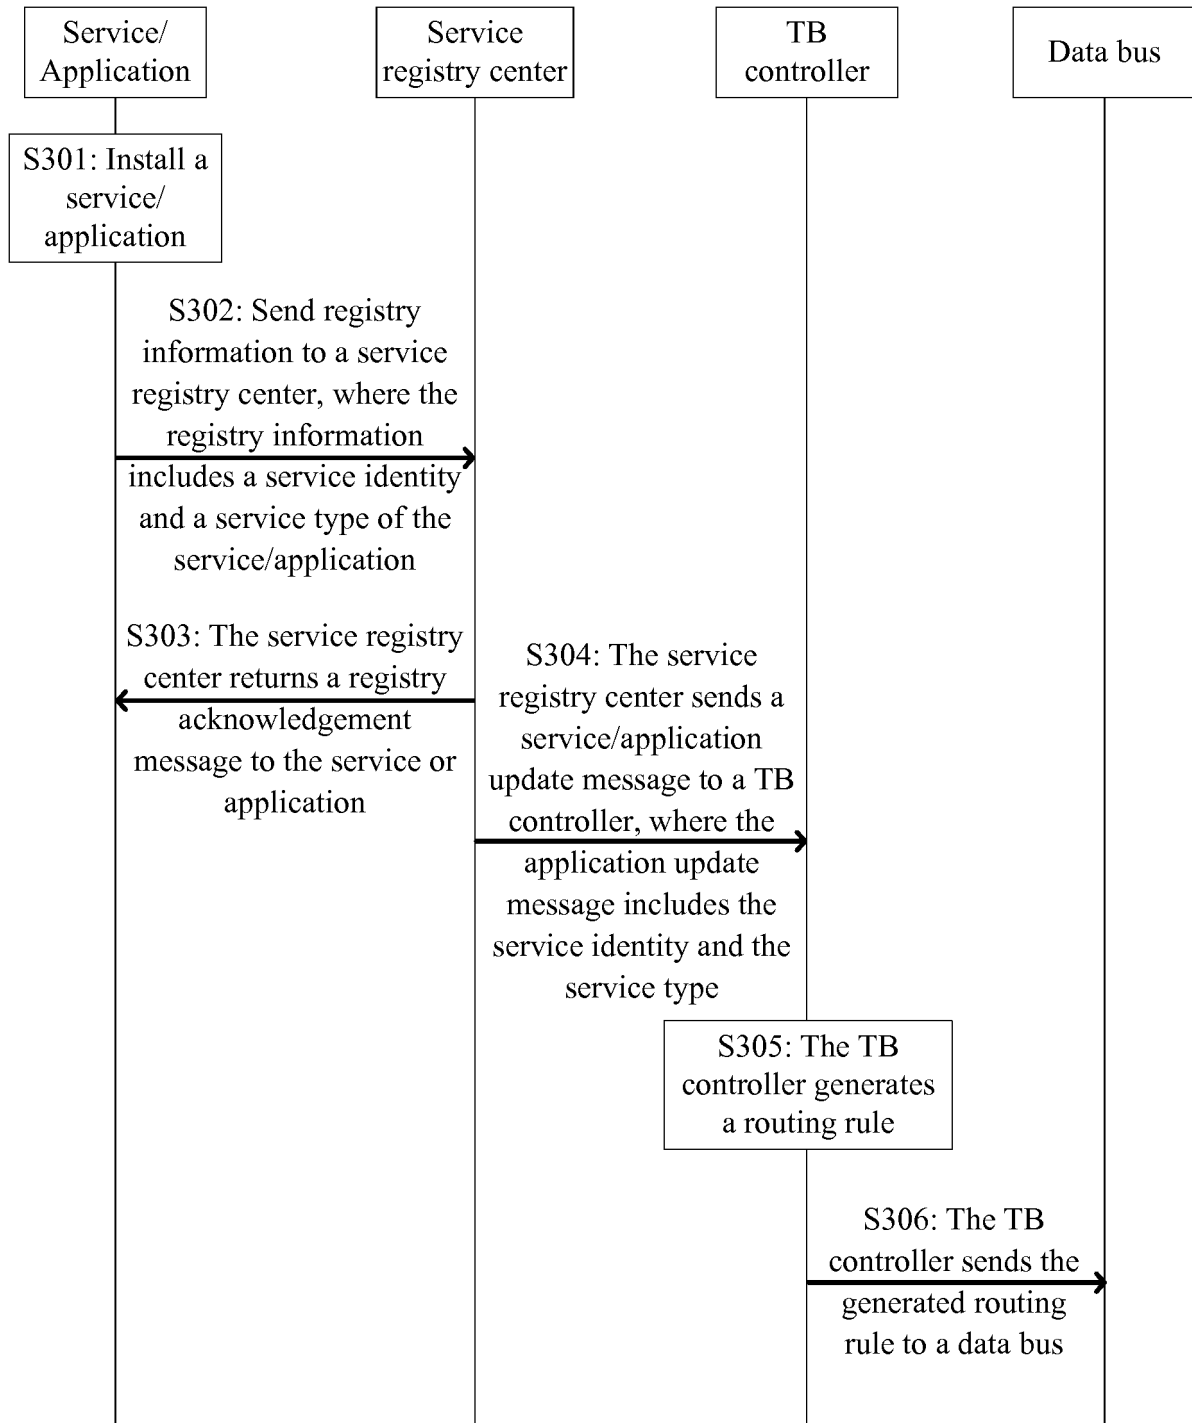 Service/
Application
Service
registry center
TB
controller
Data bus
S301: Install a
service/
application
S302: Send registry
information to a service
registry center, where the
registry information
includes a service identity
and a service type of the
service/application
S303: The service registry
center returns a registry
acknowledgement
message to the service or
application
S304: The service
registry center sends a
service/application
update message to a TB
controller, where the
application update
message includes the
service identity and the
service type
S305: The TB
controller generates
a routing rule
S306: The TB
controller sends the
generated routing
rule to a data bus